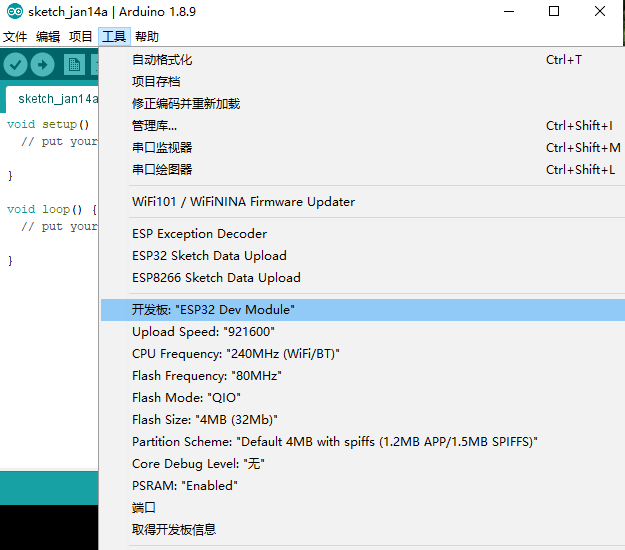 sketch_jan14a | Arduino 1.8.9
文件 编辑 项目 工具 帮助
sketch_jan14a
void setup()
// put your
}
void loop() {
// put your
}
自动格式化 Ctrl+T
项目存档
修正编码并重新加载
管理库... Ctrl+Shift+I
串口监视器 Ctrl+Shift+M
串口绘图器 Ctrl+Shift+L
WiFi101 / WiFiNINA Firmware Updater
ESP Exception Decoder
ESP32 Sketch Data Upload
ESP8266 Sketch Data Upload
开发板: "ESP32 Dev Module"
Upload Speed: "921600"
CPU Frequency: "240MHz (WiFi/BT)"
Flash Frequency: "80MHz"
Flash Mode: "QIO"
Flash Size: "4MB (32Mb)"
Partition Scheme: "Default 4MB with spiffs (1.2MB APP/1.5MB SPIFFS)"
Core Debug Level: "无"
PSRAM: "Enabled"
端口
取得开发板信息